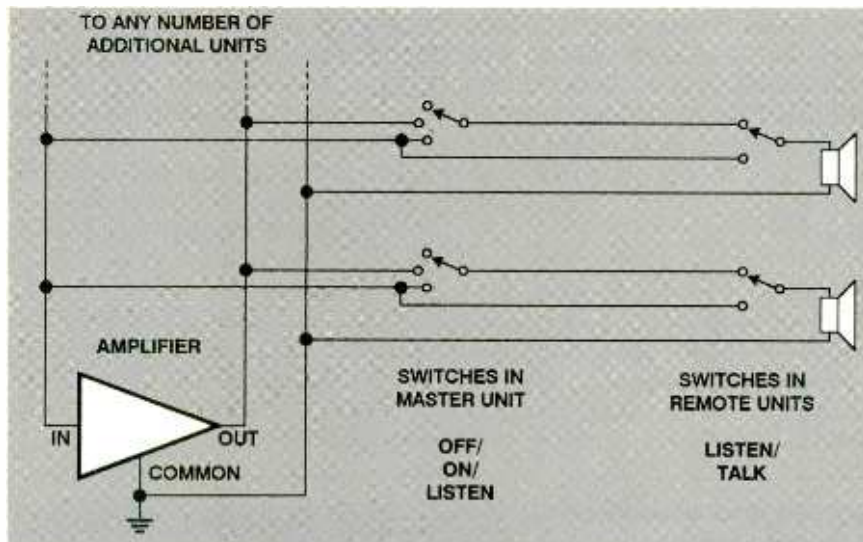 TO ANY NUMBER OF
ADDITIONAL UNITS
AMPLIFIER
IN
OUT
COMMON
SWITCHES IN
MASTER UNIT
OFF/
ON/
LISTEN
SWITCHES IN
REMOTE UNITS
LISTEN/
TALK